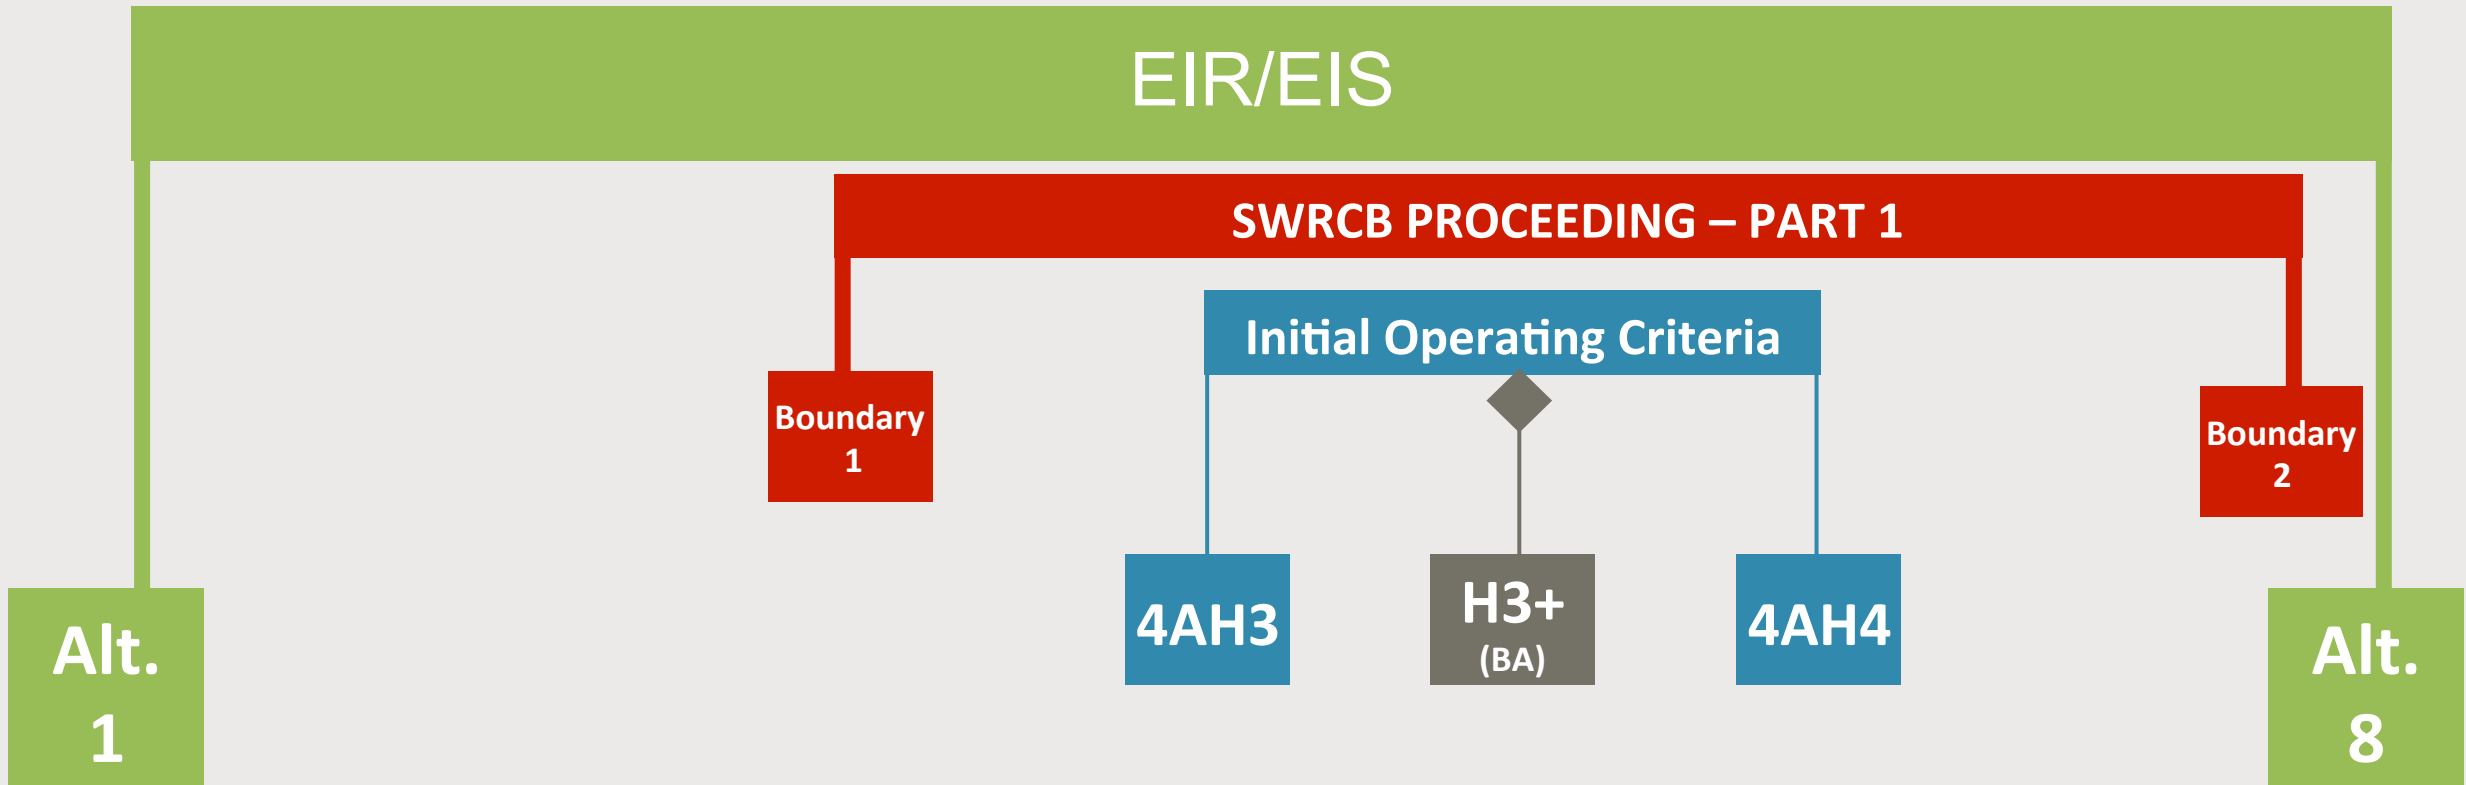 EIR/EIS
SWRCB PROCEEDING – PART 1
Initial Operating Criteria
Boundary
1
Boundary
2
4AH3
H3+
(BA)
4AH4
Alt.
1
Alt.
8